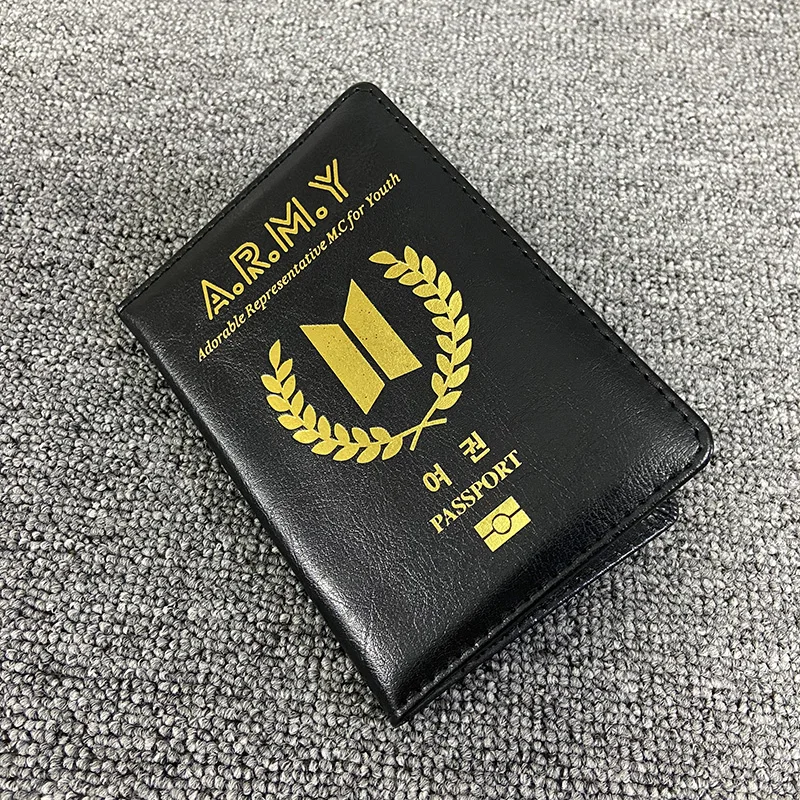 A.R.M.Y
Adorable Representative M.C for Youth
여 권
PASSPORT